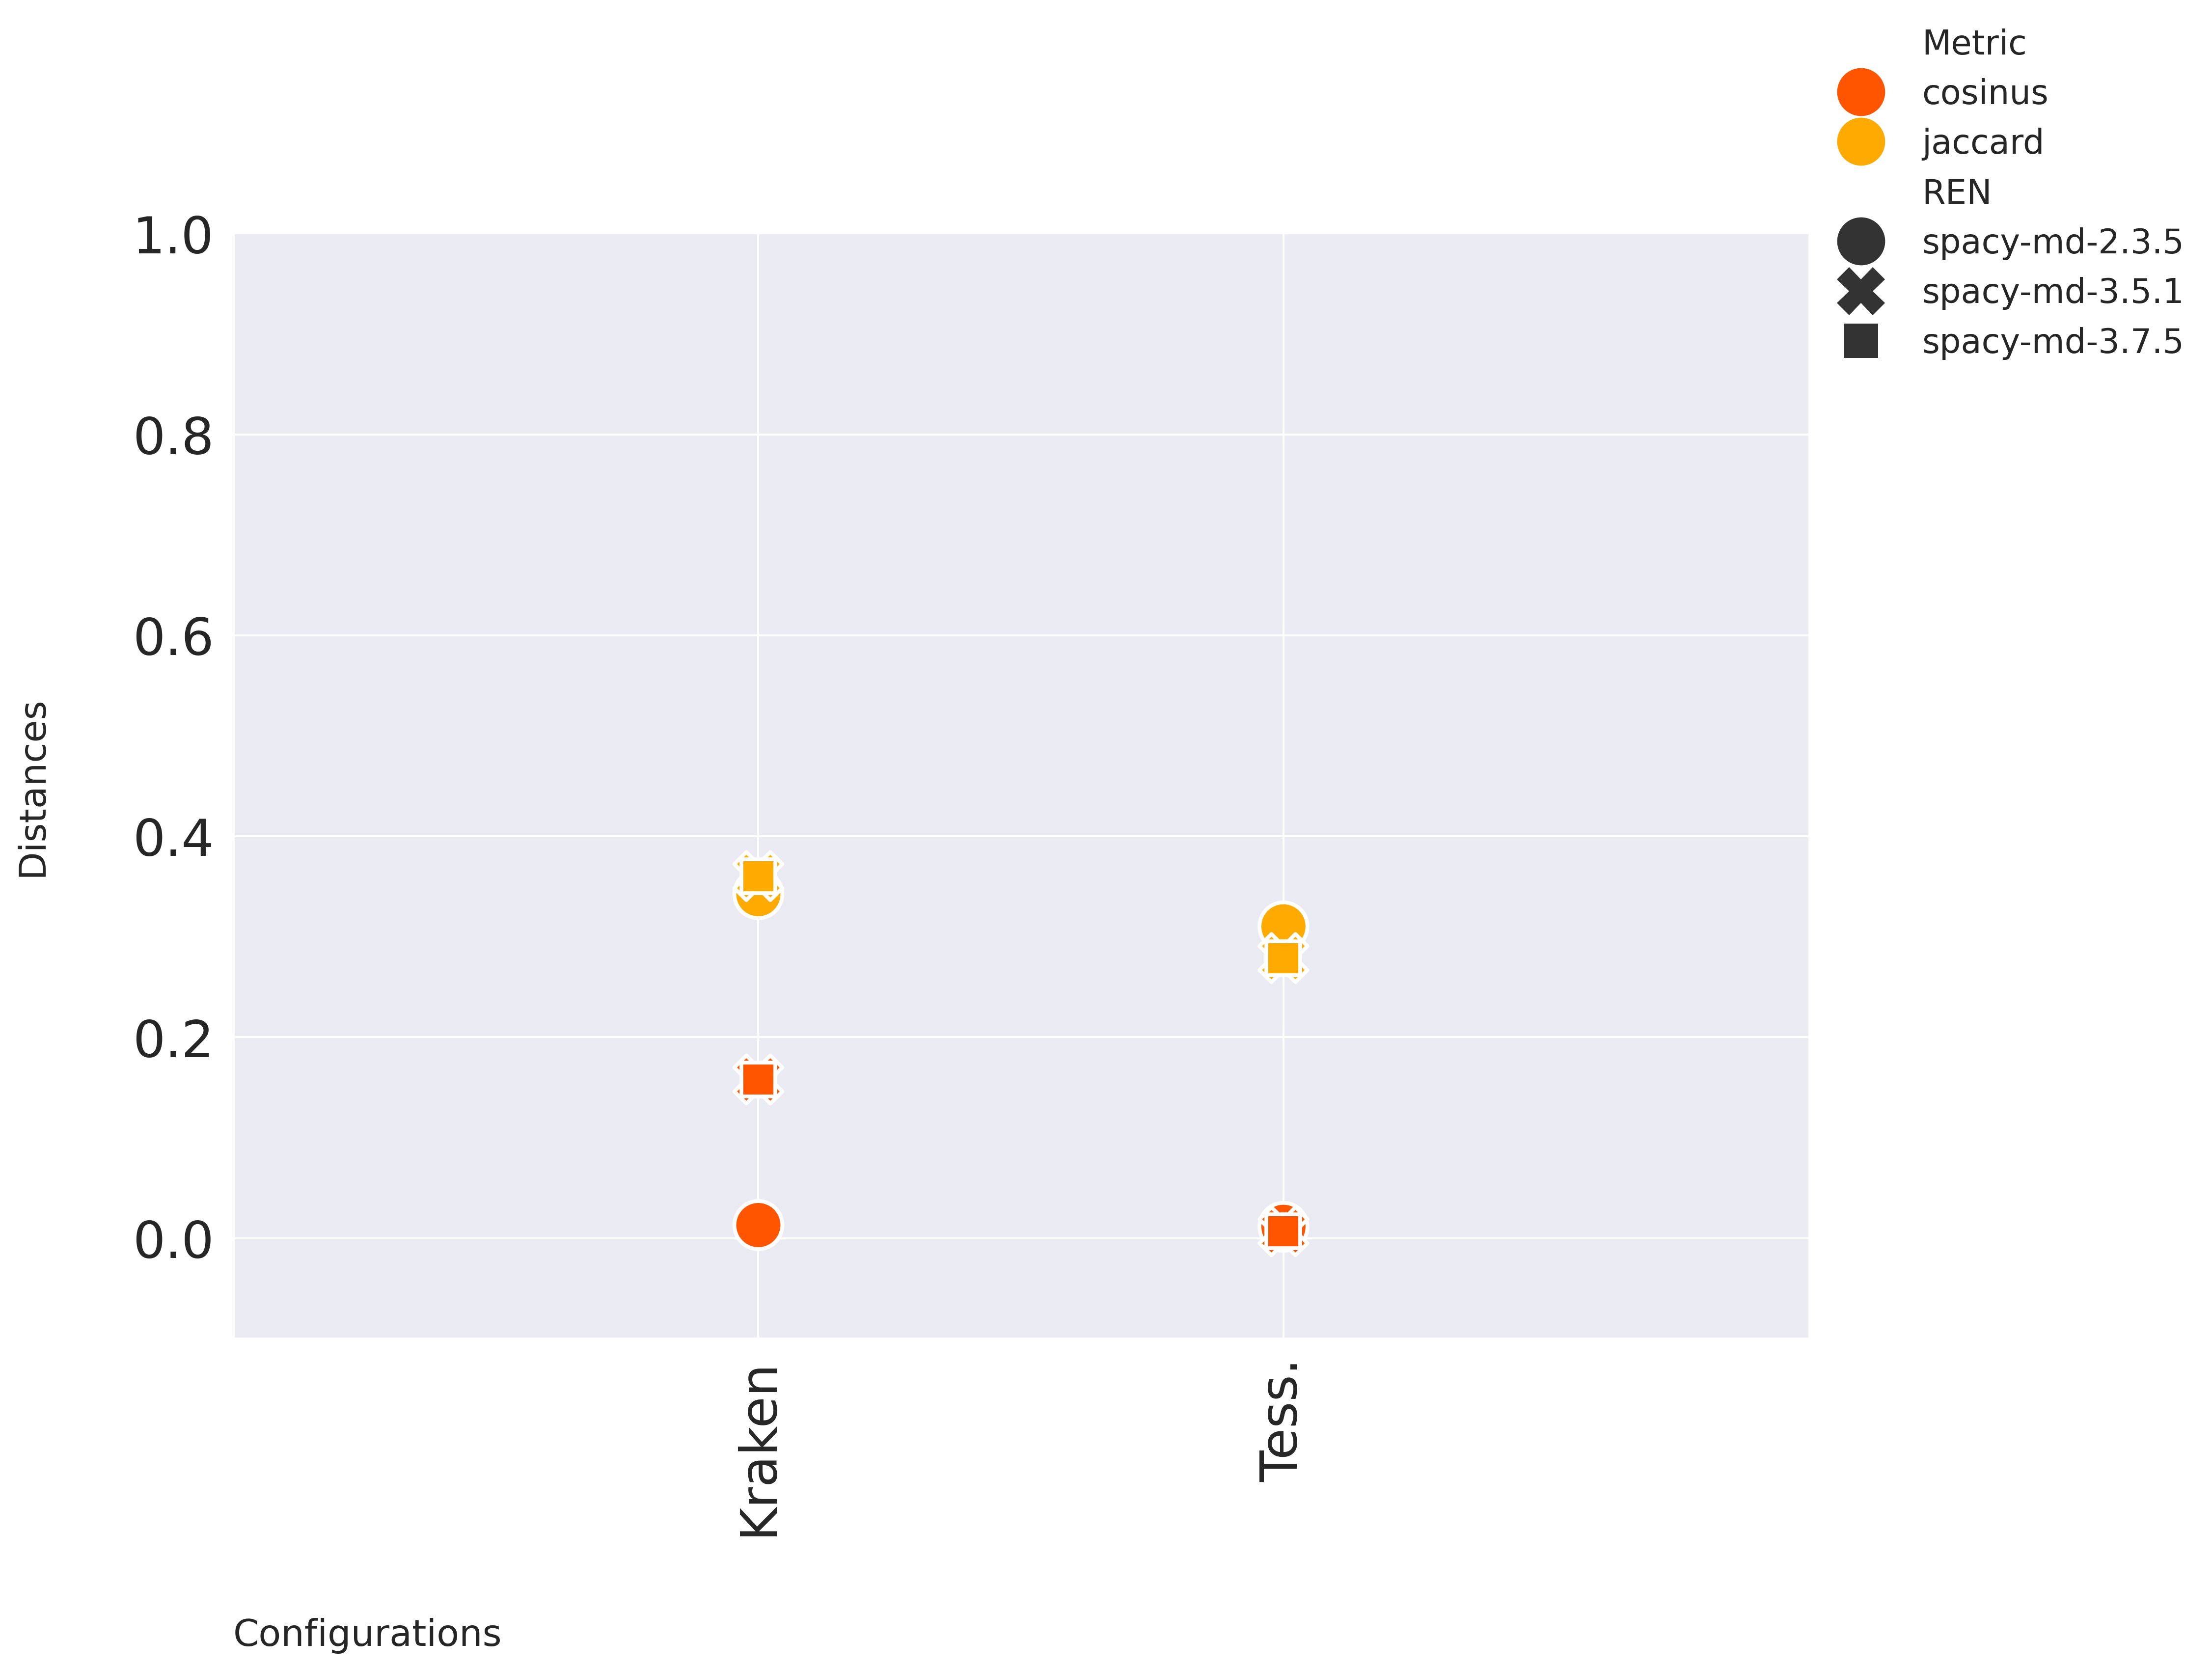 Metric
cosinus
jaccard
REN
spacy-md-2.3.5
spacy-md-3.5.1
spacy-md-3.7.5
1.0
0.8
0.6
0.4
0.2
0.0
Distances
Kraken
Tess.
Configurations